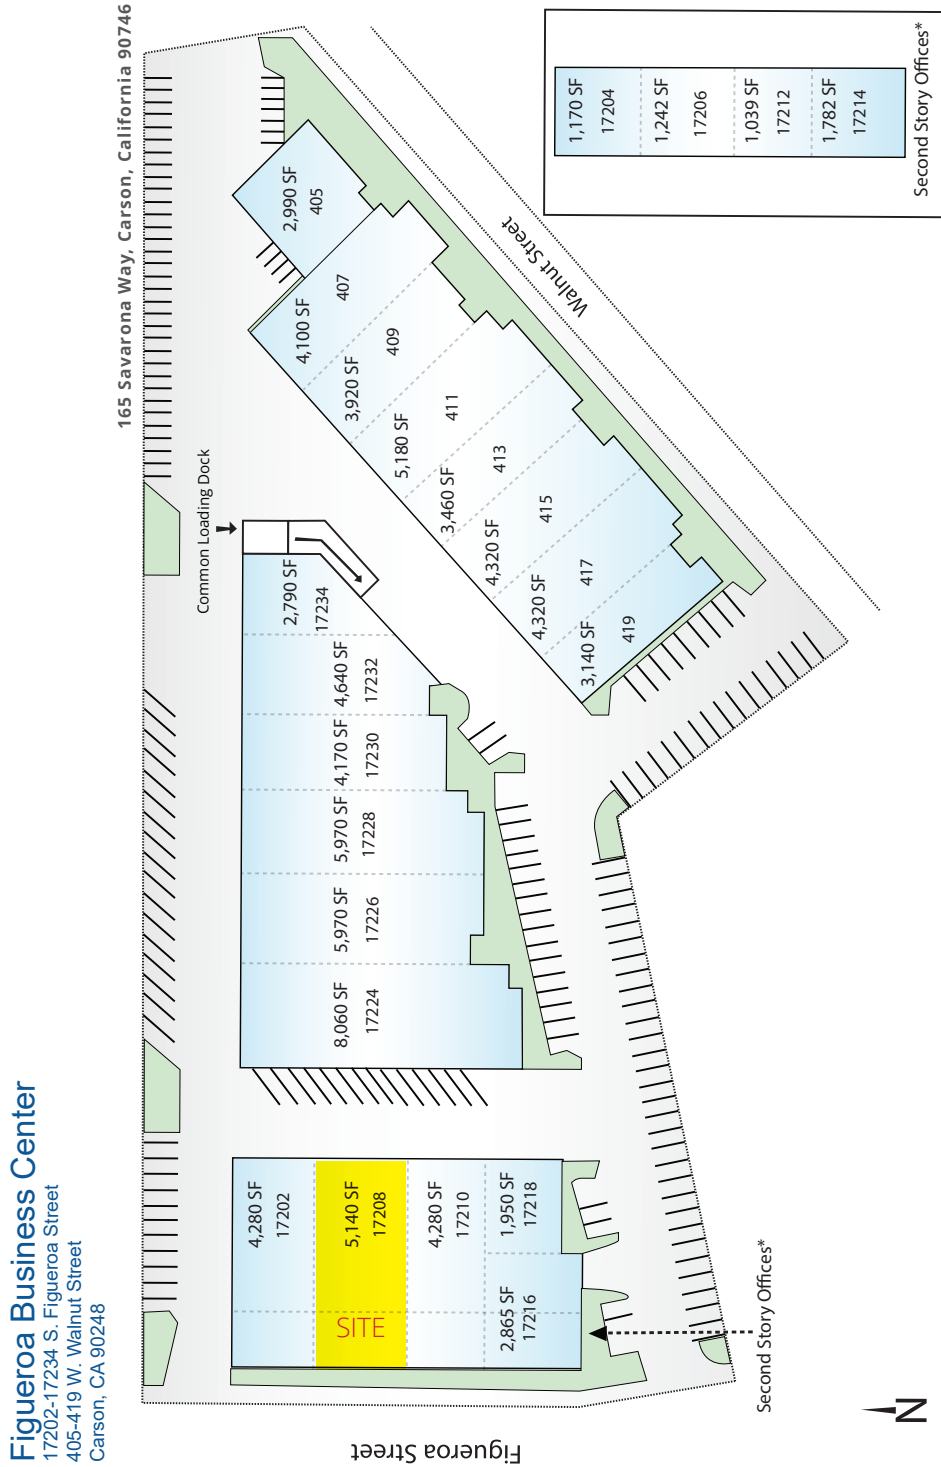 Figueroa Business Center
17202-17234 S. Figueroa Street
405-419 W. Walnut Street
Carson, CA 90248
165 Savarona Way, Carson, California 90746
Common Loading Dock
4,280 SF
17202
5,140 SF
17208
SITE
4,280 SF
17210
1,950 SF
17218
2,865 SF
17216
8,060 SF
17224
5,970 SF
17226
5,970 SF
17228
4,170 SF
17230
4,640 SF
17232
2,790 SF
17234
2,990 SF
405
4,100 SF
407
3,920 SF
409
5,180 SF
411
3,460 SF
413
4,320 SF
415
4,320 SF
417
3,140 SF
419
Walnut Street
Figueroa Street
Second Story Offices*
1,170 SF
17204
1,242 SF
17206
1,039 SF
17212
1,782 SF
17214
Second Story Offices*
N